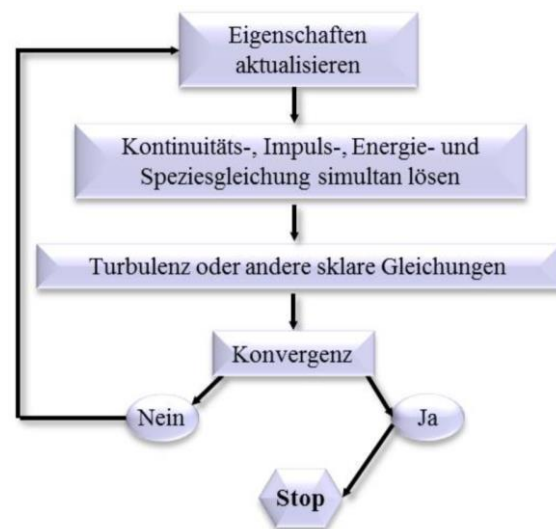 Eigenschaften
aktualisieren
Kontinuitäts-, Impuls-, Energie- und
Speziesgleichung simultan lösen
Turbulenz oder andere sklare Gleichungen
Konvergenz
Nein
Ja
Stop